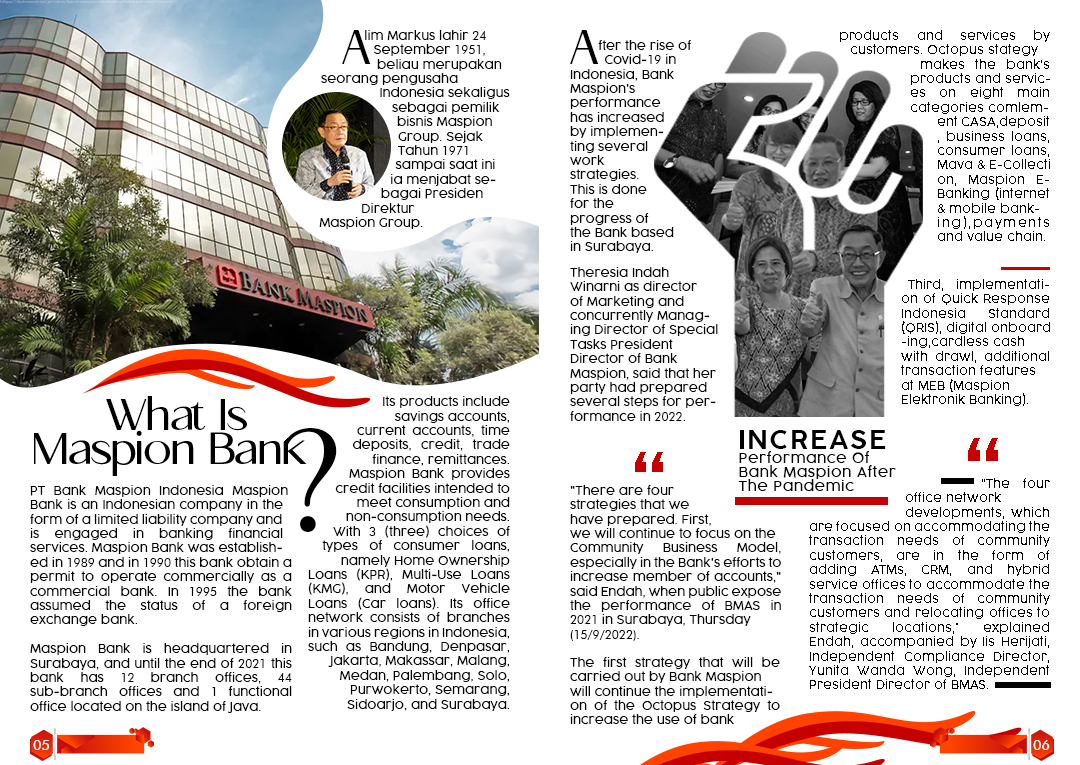 Alim Markus lahir 24
September 1951,
beliau merupakan
seorang pengusaha
Indonesia sekaligus
sebagai pemilik
bisnis Maspion
Group. Sejak
Tahun 1971
sampai saat ini
ia menjabat se-
bagai Presiden
Direktur
Maspion Group.
BANK MASPION
What Is
Maspion Bank?
PT Bank Maspion Indonesia Maspion
Bank is an Indonesian company in the
form of a limited liability company and
is engaged in banking financial
services. Maspion Bank was establish-
ed in 1989 and in 1990 this bank obtain a
permit to operate commercially as a
commercial bank. In 1995 the bank
assumed the status of a foreign
exchange bank.
Maspion Bank is headquartered in
Surabaya, and until the end of 2021 this
bank has 12 branch offices, 44
sub-branch offices and 1 functional
office located on the island of Java.
Its products include
savings accounts,
current accounts, time
deposits, credit, trade
finance, remittances.
Maspion Bank provides
credit facilities intended to
meet consumption and
non-consumption needs.
With 3 (three) choices of
types of consumer loans,
namely Home Ownership
Loans (KPR), Multi-Use Loans
(KMG), and Motor Vehicle
Loans (Car loans). Its office
network consists of branches
in various regions in Indonesia,
such as Bandung, Denpasar,
Jakarta, Makassar, Malang,
Medan, Palembang, Solo,
Purwokerto, Semarang,
Sidoarjo, and Surabaya.
05
After the rise of
Covid-19 in
Indonesia, Bank
Maspion's
performance
has increased
by implemen-
ting several
work
strategies.
This is done
for the
progress of
the Bank based
in Surabaya.
Theresia Indah
Winarni as director
of Marketing and
concurrently Manag-
ing Director of Special
Tasks President
Director of Bank
Maspion, said that her
party had prepared
several steps for per-
formance in 2022.
“
"There are four
strategies that we
have prepared. First,
we will continue to focus on the
Community Business Model,
especially in the Bank's efforts to
increase member of accounts,"
said Endah, when public expose
the performance of BMAS in
2021 in Surabaya, Thursday
(15/9/2022).
The first strategy that will be
carried out by Bank Maspion
will continue the implementati-
on of the Octopus Strategy to
increase the use of bank
INCREASE
Performance Of
Bank Maspion After
The Pandemic
products and services by
customers. Octopus stategy
makes the bank's
products and servic-
es on eight main
categories comlem-
ent CASA,deposit
, business loans,
consumer loans,
Mava & E-Collecti
on, Maspion E-
Banking (internet
& mobile bank-
ing),payments
and value chain.
Third, implementati-
on of Quick Response
Indonesia Standard
(QRIS), digital onboard
-ing,cardless cash
with drawl, additional
transaction features
at MEB (Maspion
Elektronik Banking).
“
"The four
office network
developments, which
are focused on accommodating the
transaction needs of community
customers, are in the form of
adding ATMs, CRM, and hybrid
service offices to accommodate the
transaction needs of community
customers and relocating offices to
strategic locations," explained
Endah, accompanied by Iis Herijati,
Independent Compliance Director,
Yunita Wanda Wong, Independent
President Director of BMAS.
06